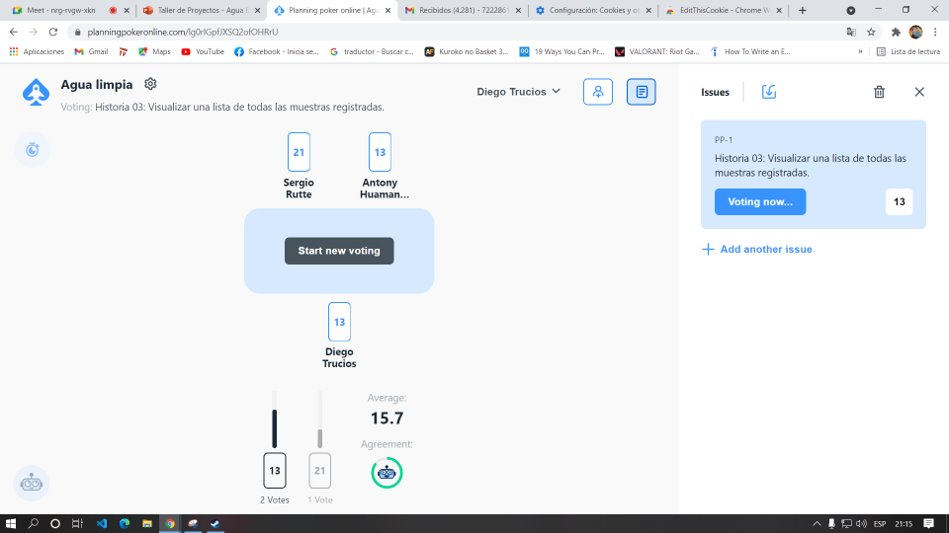 Meet - nrg-rvgw-xkn
Taller de Proyectos - Agua li
Planning poker online | Agu
Recibidos (4.281) - 7222861
Configuración: Cookies y ot
EditThisCookie - Chrome W
planningpokeronline.com/
Aplicaciones
Gmail
Maps
YouTube
Facebook - Inicia se...
traductor - Buscar c...
Kuroko no Basket 3...
19 Ways You Can Pr...
VALORANT: Riot Ga...
How To Write an E...
»
Lista de lectura
Agua limpia
Voting: Historia 03: Visualizar una lista de todas las muestras registradas.
Diego Trucios
Issues
21
13
Sergio
Rutte
Antony
Huaman...
Start new voting
13
Diego
Trucios
Average:
15.7
Agreement:
13
21
2 Votes
1 Vote
PP-1
Historia 03: Visualizar una lista de todas las
muestras registradas.
Voting now...
13
Add another issue
ESP
21:15